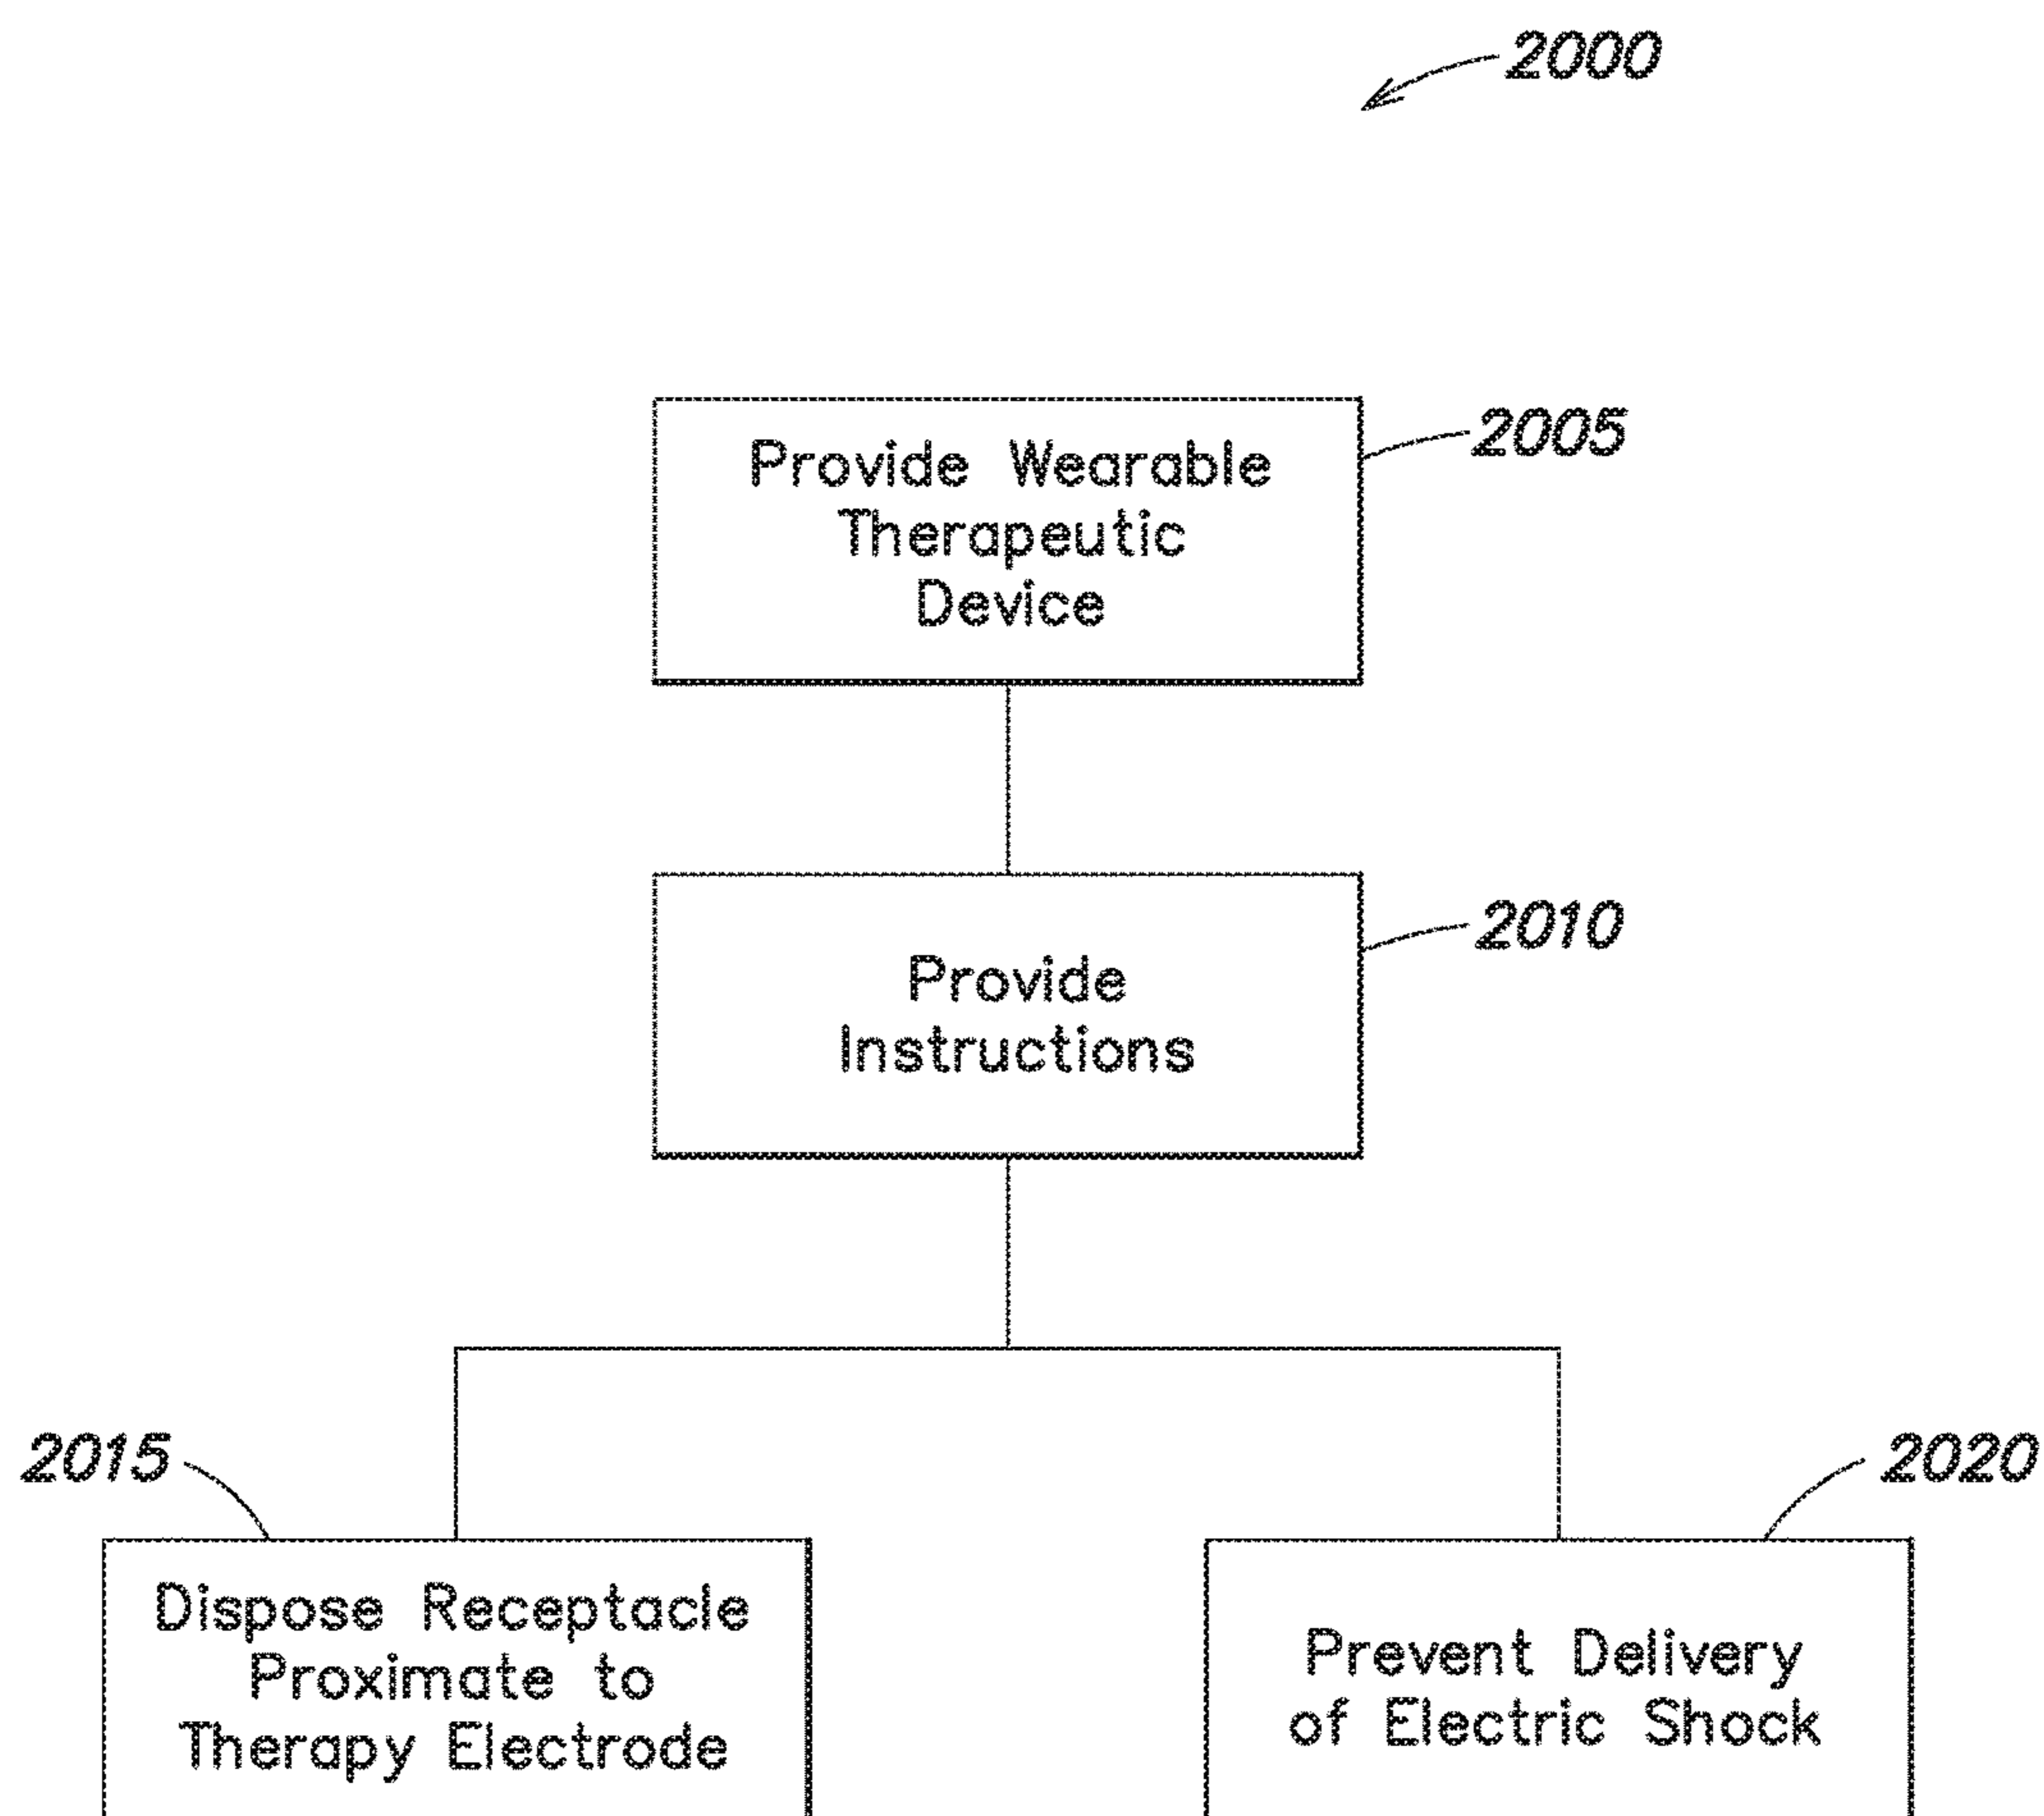 2000
Provide Wearable
Therapeutic
Device
2005
Provide
Instructions
2010
2015
Dispose Receptacle
Proximate to
Therapy Electrode
2020
Prevent Delivery
of Electric Shock